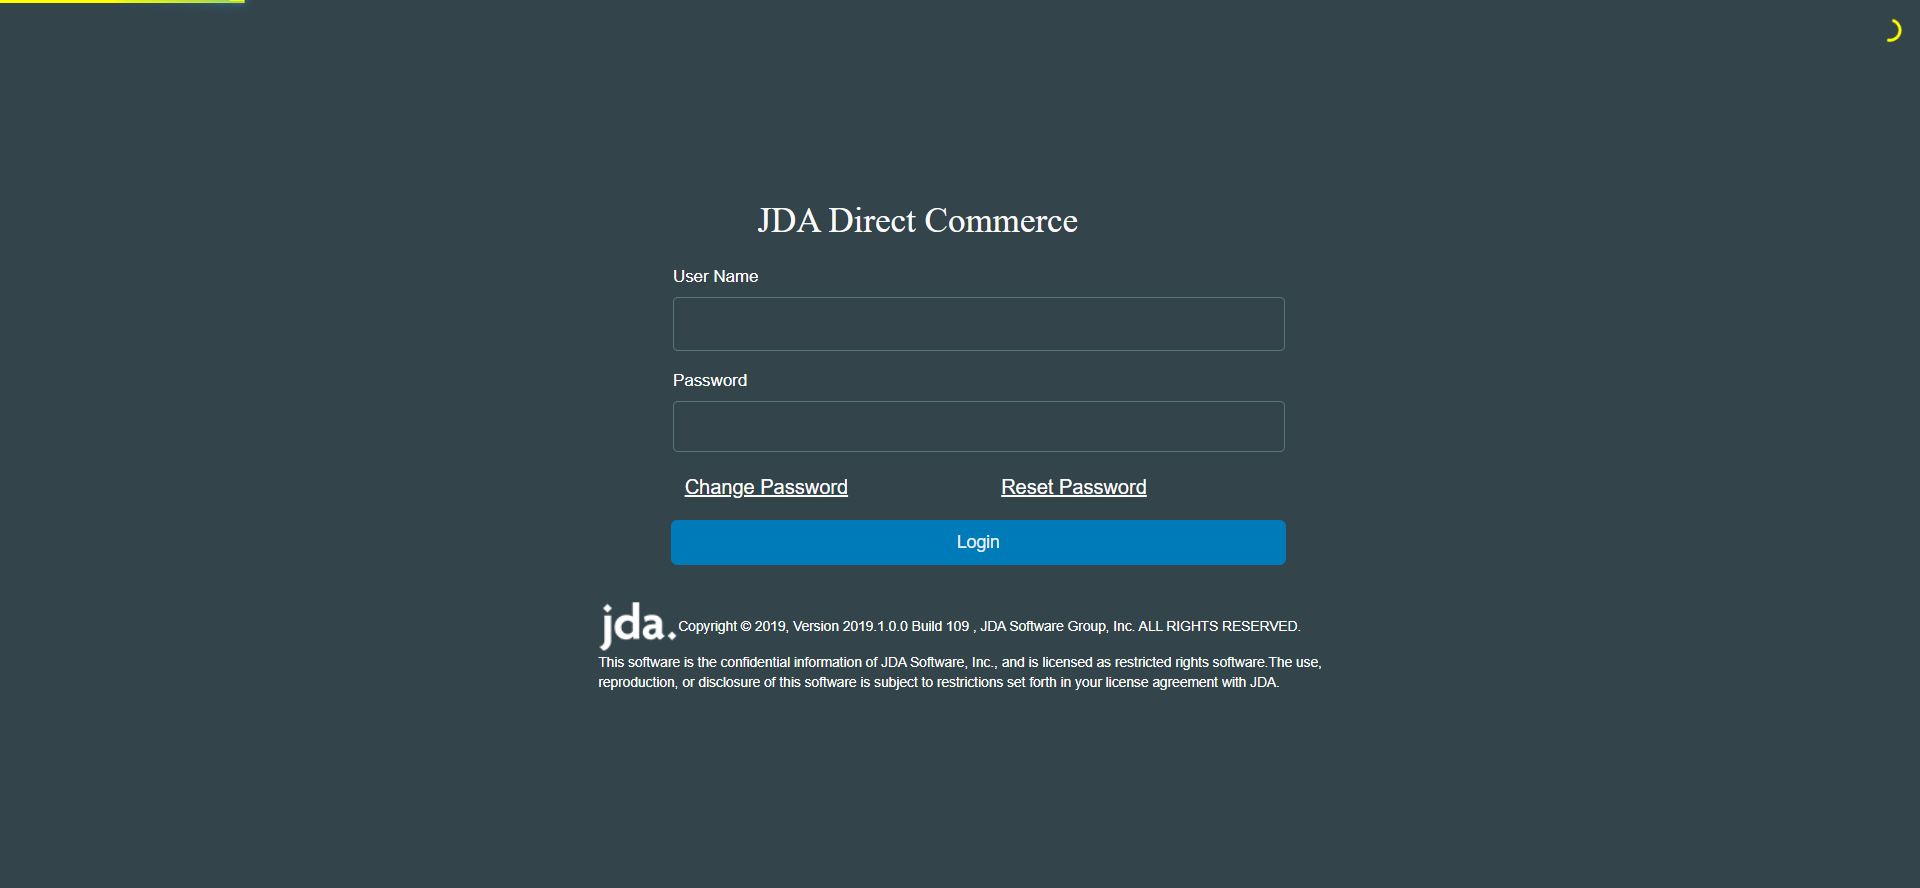 JDA Direct Commerce
User Name
Password
Change Password Reset Password
Login
jda. Copyright © 2019, Version 2019.1.0.0 Build 109 , JDA Software Group, Inc. ALL RIGHTS RESERVED.
This software is the confidential information of JDA Software, Inc., and is licensed as restricted rights software.The use,
reproduction, or disclosure of this software is subject to restrictions set forth in your license agreement with JDA.